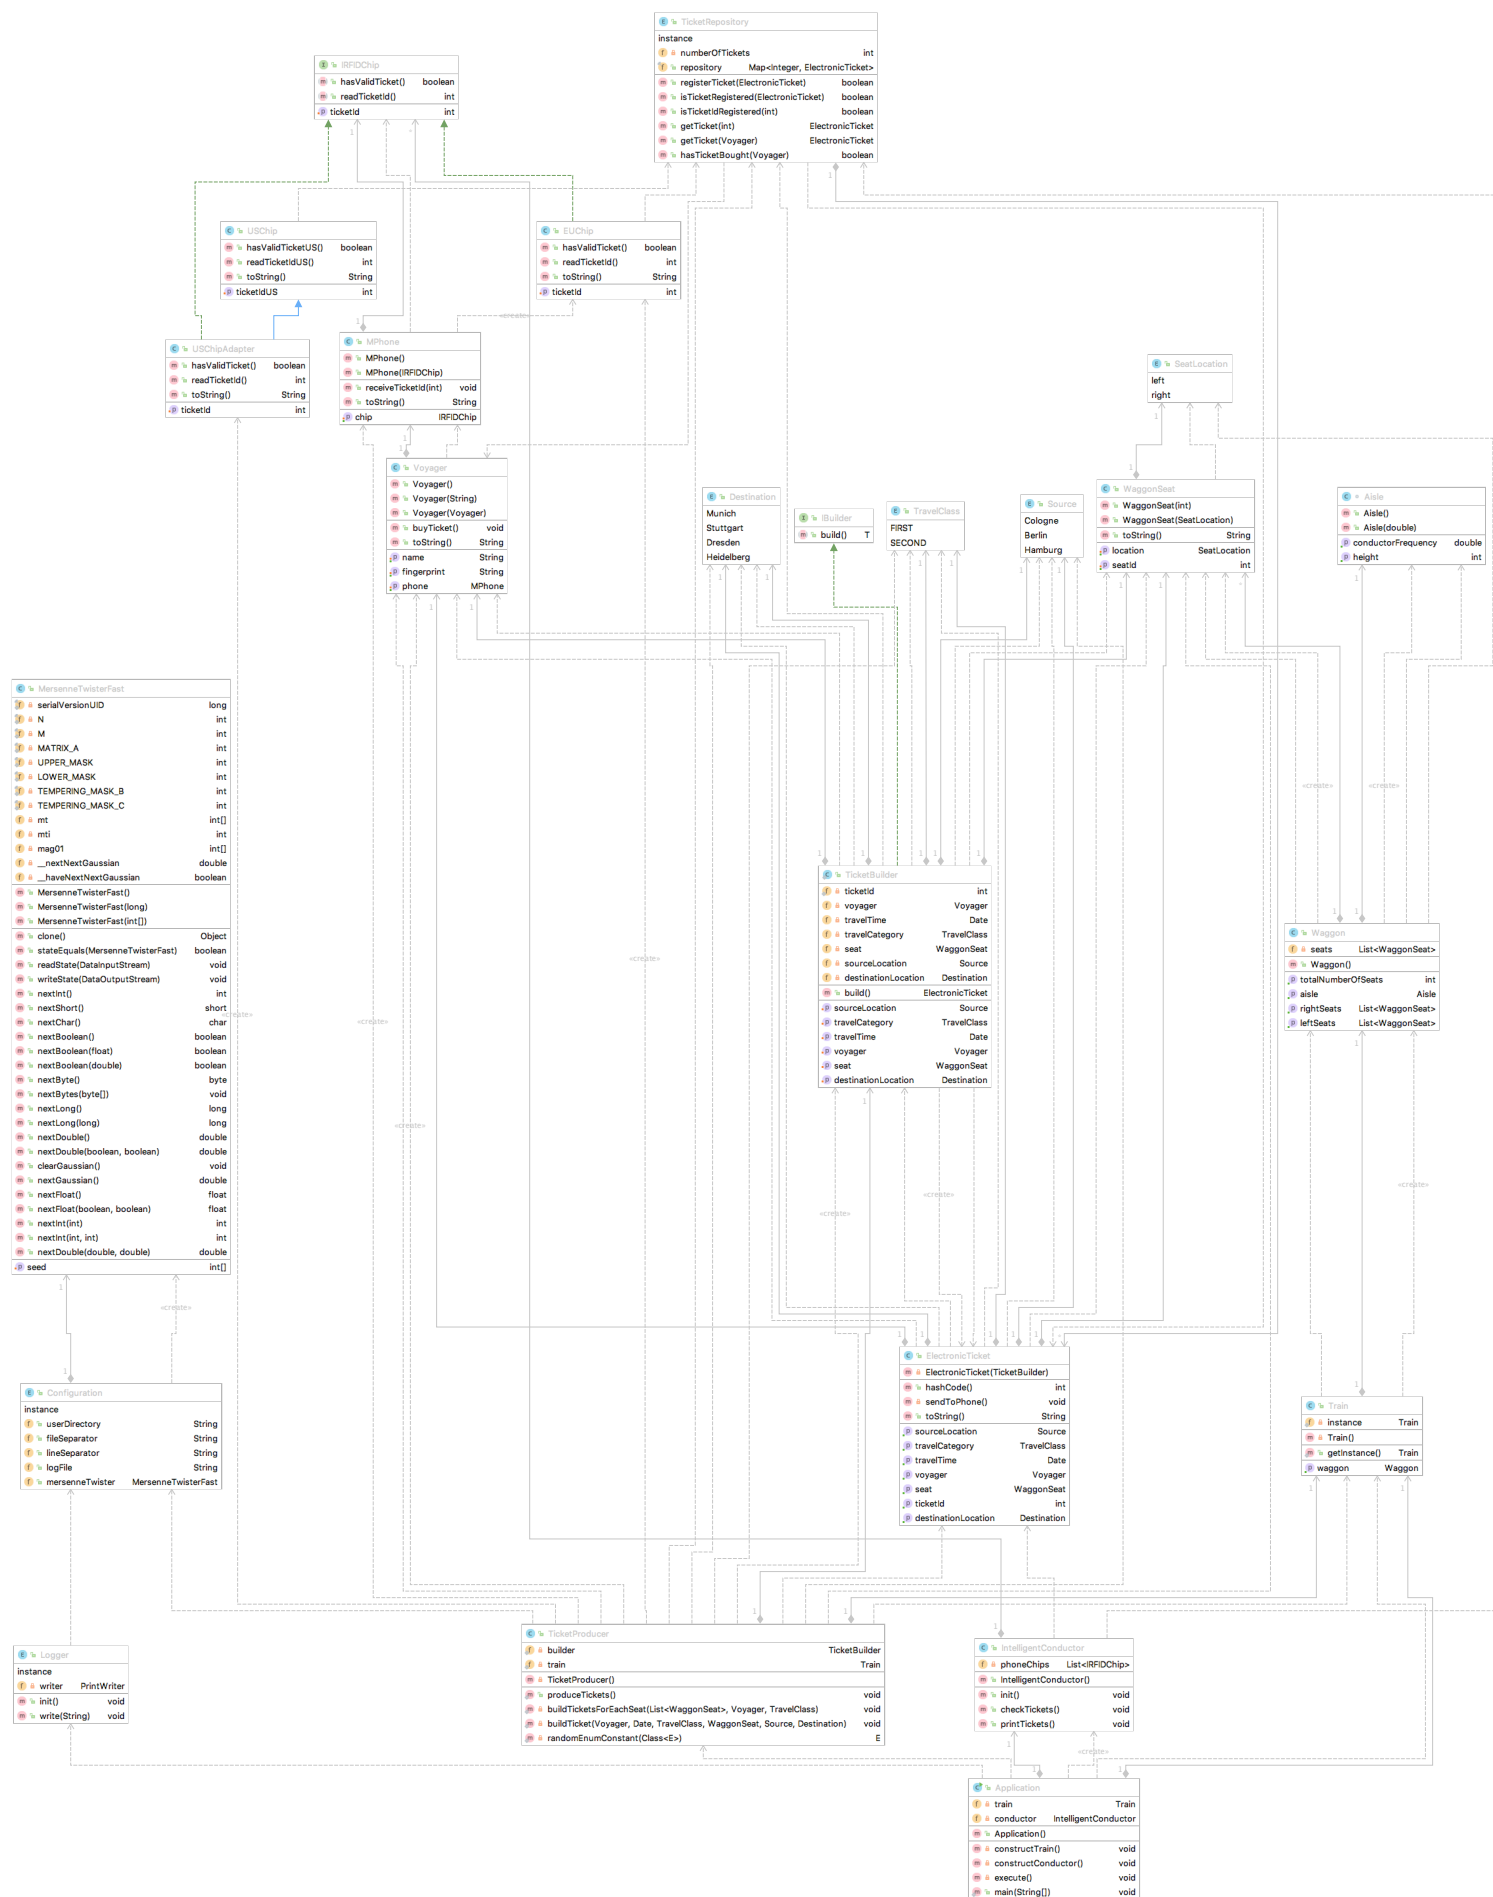 TicketRepository
instance
numberOfTickets int
repository Map<Integer, ElectronicTicket>
registerTicket(ElectronicTicket) boolean
isTicketRegistered(ElectronicTicket) boolean
isTicketIdRegistered(int) boolean
getTicket(int) ElectronicTicket
getTicket(Voyager) ElectronicTicket
hasTicketBought(Voyager) boolean
IRFIDChip
hasValidTicket() boolean
readTicketId() int
ticketId int
USChip
hasValidTicketUS() boolean
readTicketIdUS() int
toString() String
ticketIdUS int
EUChip
hasValidTicket() boolean
readTicketId() int
toString() String
ticketId int
«create»
USChipAdapter
hasValidTicket() boolean
readTicketId() int
toString() String
ticketId int
MPhone
MPhone()
MPhone(IRFIDChip)
receiveTicketId(int) void
toString() String
chip IRFIDChip
SeatLocation
left
right
Voyager
Voyager()
Voyager(String)
Voyager(Voyager)
buyTicket() void
toString() String
name String
fingerprint String
phone MPhone
Destination
Munich
Stuttgart
Dresden
Heidelberg
IBuilder
build() T
TravelClass
FIRST
SECOND
Source
Cologne
Berlin
Hamburg
WaggonSeat
WaggonSeat(int)
WaggonSeat(SeatLocation)
toString() String
location SeatLocation
seatId int
Aisle
Aisle()
Aisle(double)
conductorFrequency double
height int
MersenneTwisterFast
serialVersionUID long
N int
M int
MATRIX_A int
UPPER_MASK int
LOWER_MASK int
TEMPERING_MASK_B int
TEMPERING_MASK_C int
mt int[]
mti int
mag01 int[]
__nextNextGaussian double
__haveNextNextGaussian boolean
MersenneTwisterFast()
MersenneTwisterFast(long)
MersenneTwisterFast(int[])
clone() Object
stateEquals(MersenneTwisterFast) boolean
readState(DataInputStream) void
writeState(DataOutputStream) void
nextInt() int
nextShort() short
nextChar() char
nextBoolean() boolean
nextBoolean(float) boolean
nextBoolean(double) boolean
nextByte() byte
nextBytes(byte[]) void
nextLong() long
nextLong(long) long
nextDouble() double
nextDouble(boolean, boolean) double
clearGaussian() void
nextGaussian() double
nextFloat() float
nextFloat(boolean, boolean) float
nextInt(int) int
nextInt(int, int) int
nextDouble(double, double) double
seed int[]
«create»
«create»
«create»
«create»
«create»
«create»
TicketBuilder
ticketId int
voyager Voyager
travelTime Date
travelCategory TravelClass
seat WaggonSeat
sourceLocation Source
destinationLocation Destination
build() ElectronicTicket
sourceLocation Source
travelCategory TravelClass
travelTime Date
voyager Voyager
seat WaggonSeat
destinationLocation Destination
Waggon
seats List<WaggonSeat>
Waggon()
totalNumberOfSeats int
aisle Aisle
rightSeats List<WaggonSeat>
leftSeats List<WaggonSeat>
«create»
«create»
«create»
«create»
Configuration
instance
userDirectory String
fileSeparator String
lineSeparator String
logFile String
mersenneTwister MersenneTwisterFast
ElectronicTicket
ElectronicTicket(TicketBuilder)
hashCode() int
sendToPhone() void
toString() String
sourceLocation Source
travelCategory TravelClass
travelTime Date
voyager Voyager
seat WaggonSeat
ticketId int
destinationLocation Destination
Train
instance Train
Train()
getInstance() Train
waggon Waggon
Logger
instance
writer PrintWriter
init() void
write(String) void
TicketProducer
builder TicketBuilder
train Train
TicketProducer()
produceTickets() void
buildTicketsForEachSeat(List<WaggonSeat>, Voyager, TravelClass) void
buildTicket(Voyager, Date, TravelClass, WaggonSeat, Source, Destination) void
randomEnumConstant(Class<E>) E
IntelligentConductor
phoneChips List<IRFIDChip>
IntelligentConductor()
init() void
checkTickets() void
printTickets() void
«create»
Application
train Train
conductor IntelligentConductor
Application()
constructTrain() void
constructConductor() void
execute() void
main(String[]) void